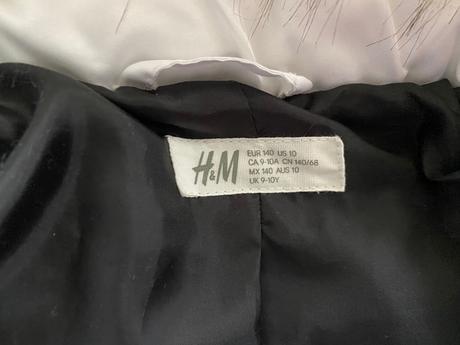 H&M
EUR 140 US 10
CA 9-10A CN 140/68
MX 140 AUS 10
UK 9-10Y